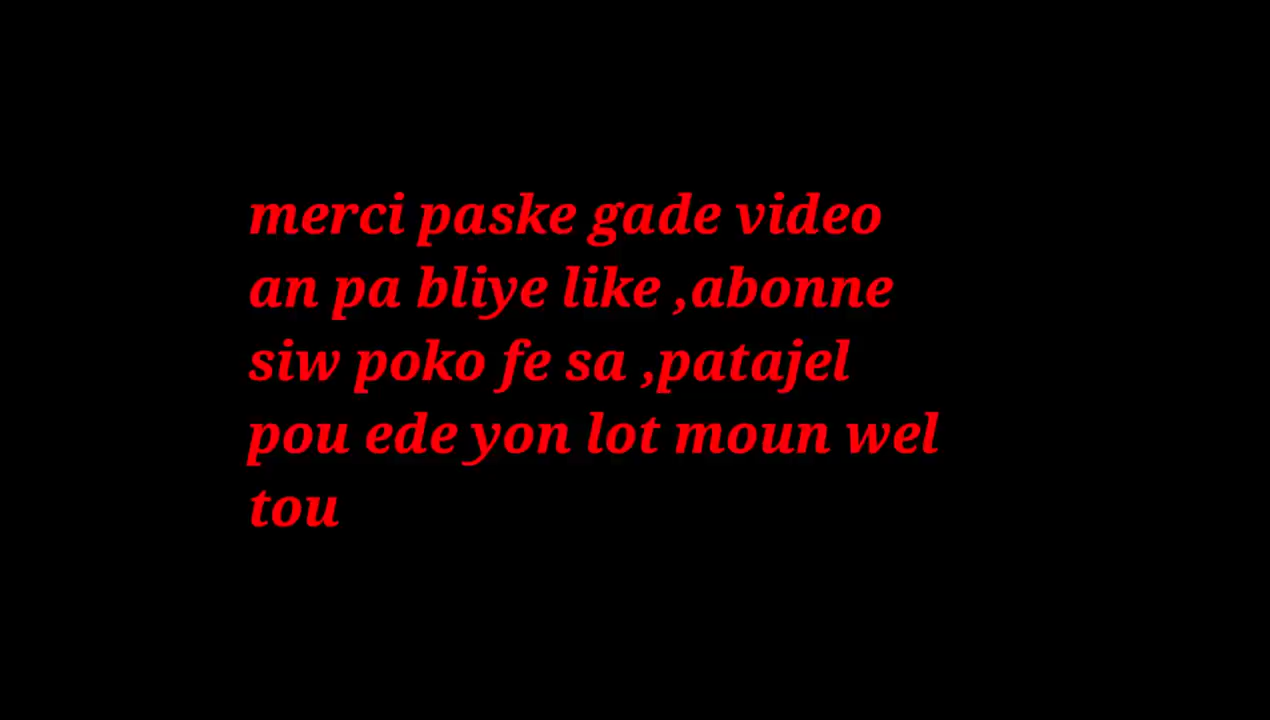 merci paske gade video
an pa bliye like ,abonne
siw poko fe sa ,patajel
pou ede yon lot moun wel
tou